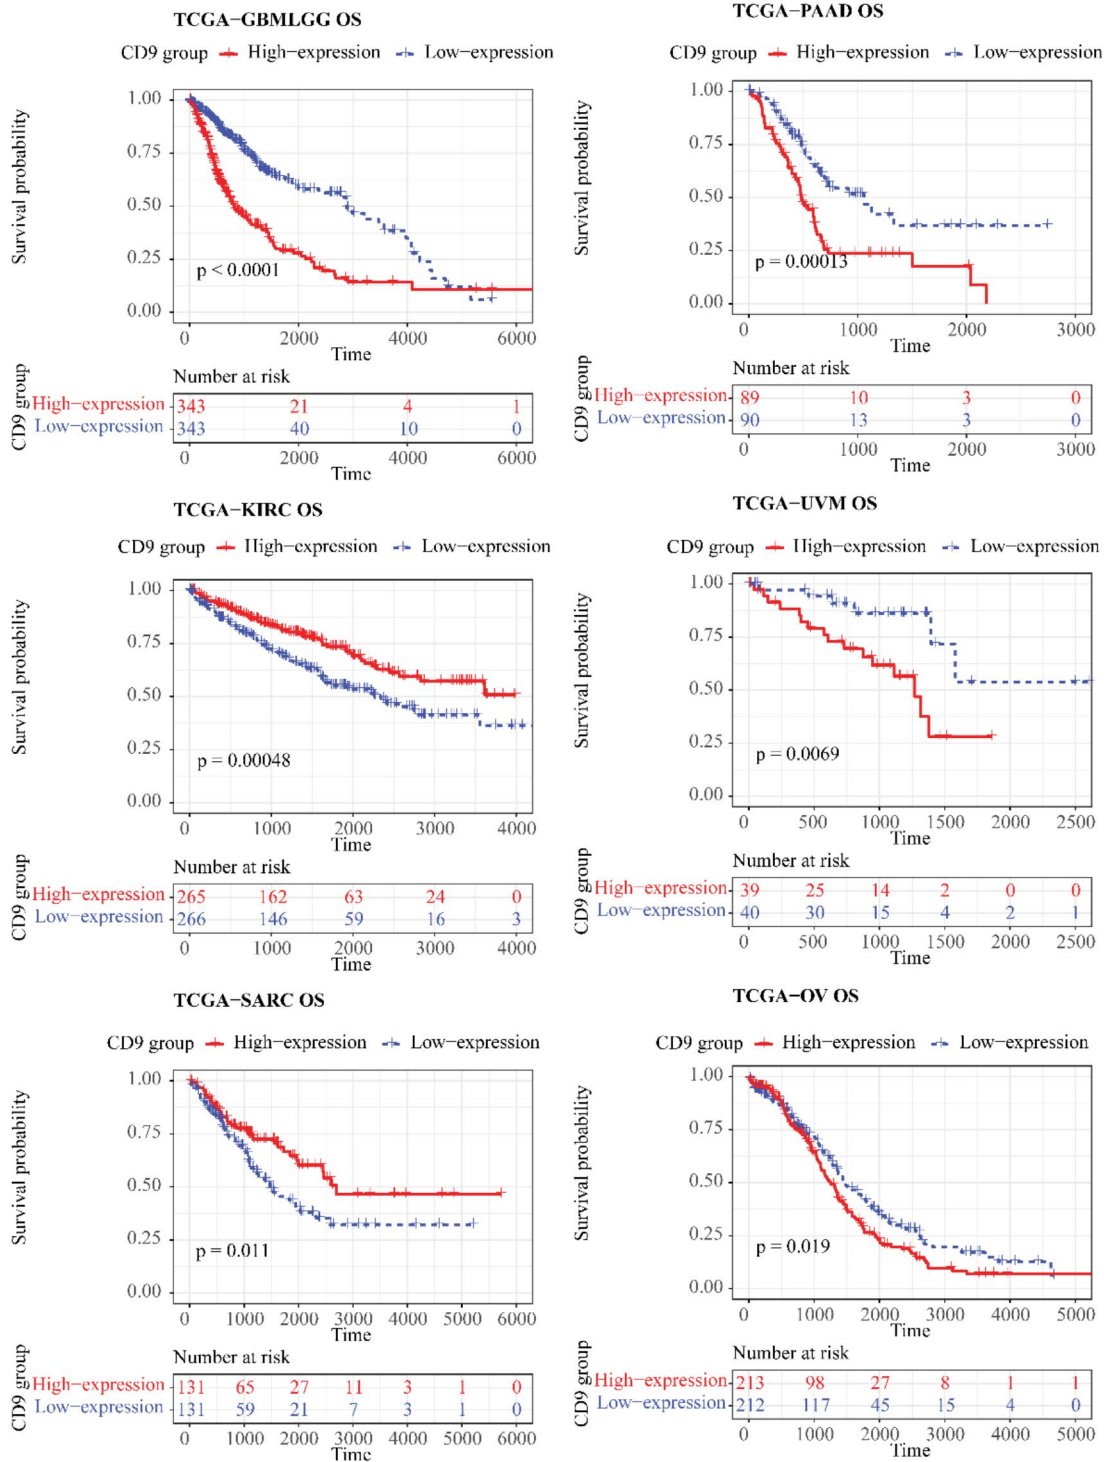 TCGA−GBMLGG OS
CD9 group High−expression Low−expression
Survival probability
1.00
0.75
0.50
0.25
0.00
p < 0.0001
0 2000 4000 6000
Time
Number at risk
CD9 group
High−expression 343 21 4 1
Low−expression 343 40 10 0
0 2000 4000 6000
Time
TCGA−PAAD OS
CD9 group High−expression Low−expression
Survival probability
1.00
0.75
0.50
0.25
0.00
p = 0.00013
0 1000 2000 3000
Time
Number at risk
CD9 group
High−expression 89 10 3 0
Low−expression 90 13 3 0
0 1000 2000 3000
Time
TCGA−KIRC OS
CD9 group High−expression Low−expression
Survival probability
1.00
0.75
0.50
0.25
0.00
p = 0.00048
0 1000 2000 3000 4000
Time
Number at risk
CD9 group
High−expression 265 162 63 24 0
Low−expression 266 146 59 16 3
0 1000 2000 3000 4000
Time
TCGA−UVM OS
CD9 group High−expression Low−expression
Survival probability
1.00
0.75
0.50
0.25
0.00
p = 0.0069
0 500 1000 1500 2000 2500
Time
Number at risk
CD9 group
High−expression 39 25 14 2 0 0
Low−expression 40 30 15 4 2 1
0 500 1000 1500 2000 2500
Time
TCGA−SARC OS
CD9 group High−expression Low−expression
Survival probability
1.00
0.75
0.50
0.25
0.00
p = 0.011
0 1000 2000 3000 4000 5000 6000
Time
Number at risk
CD9 group
High−expression 131 65 27 11 3 1 0
Low−expression 131 59 21 7 3 1 0
0 1000 2000 3000 4000 5000 6000
Time
TCGA−OV OS
CD9 group High−expression Low−expression
Survival probability
1.00
0.75
0.50
0.25
0.00
p = 0.019
0 1000 2000 3000 4000 5000
Time
Number at risk
CD9 group
High−expression 213 98 27 8 1 1
Low−expression 212 117 45 15 4 0
0 1000 2000 3000 4000 5000
Time